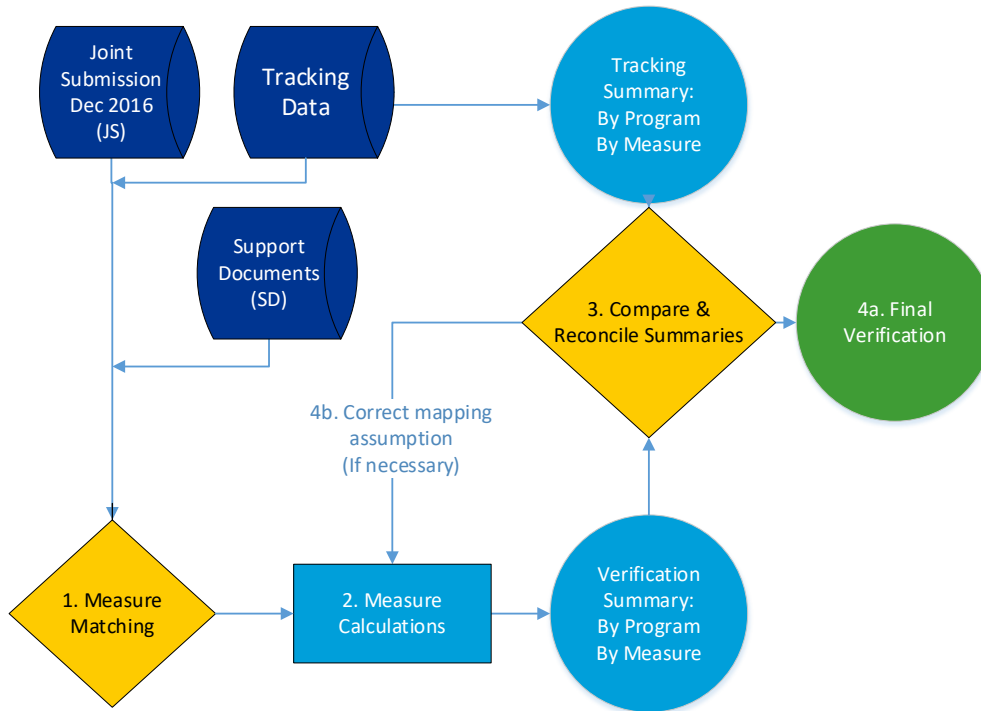 Joint
Submission
Dec 2016
(JS)
Tracking
Data
Tracking
Summary:
By Program
By Measure
Support
Documents
(SD)
3. Compare &
Reconcile Summaries
4a. Final
Verification
4b. Correct mapping
assumption
(If necessary)
1. Measure
Matching
2. Measure
Calculations
Verification
Summary:
By Program
By Measure